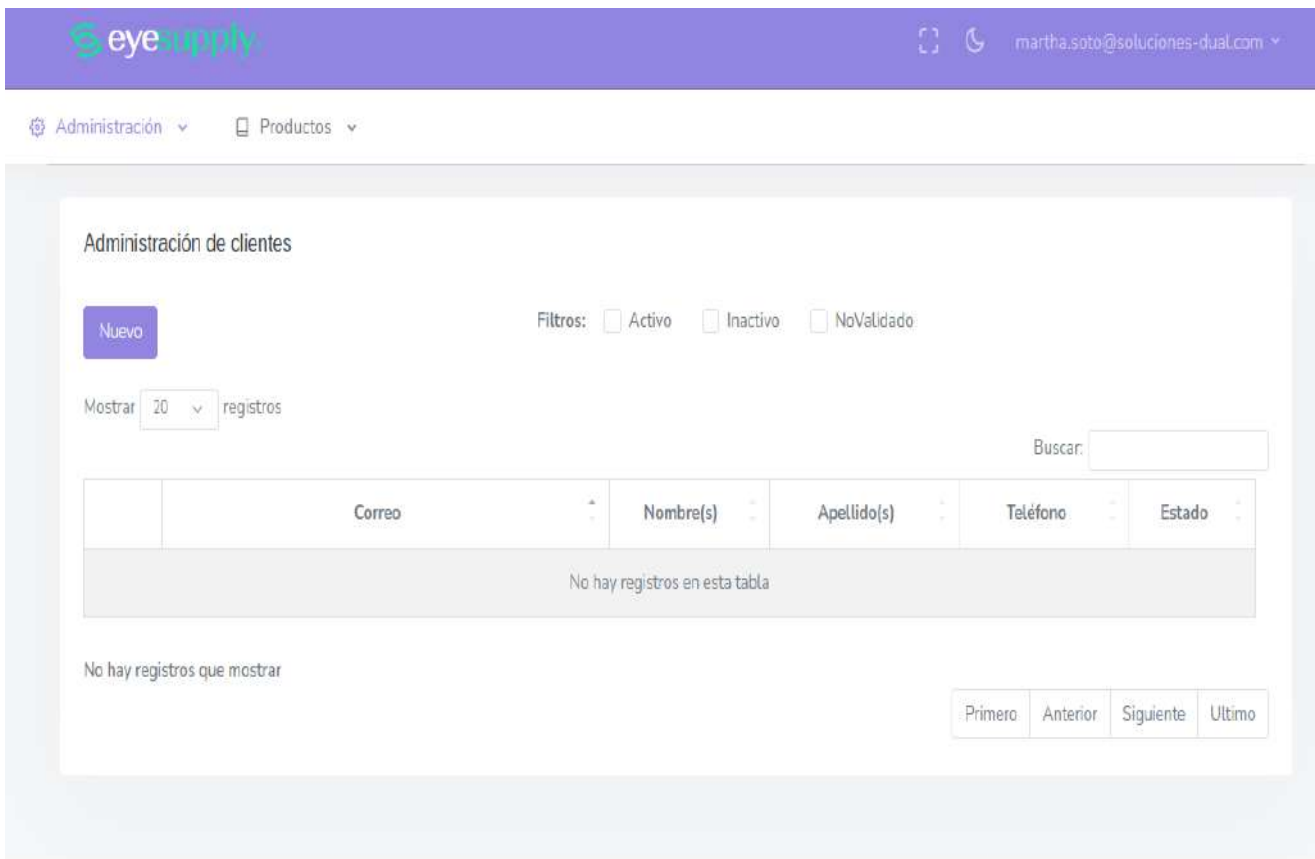 eyesupply
martha.soto@soluciones-dual.com
Administración
Productos
Administración de clientes
Nuevo
Filtros: Activo Inactivo NoValidado
Mostrar 20 registros
Buscar:
Correo Nombre(s) Apellido(s) Teléfono Estado
No hay registros en esta tabla
No hay registros que mostrar
Primero Anterior Siguiente Ultimo